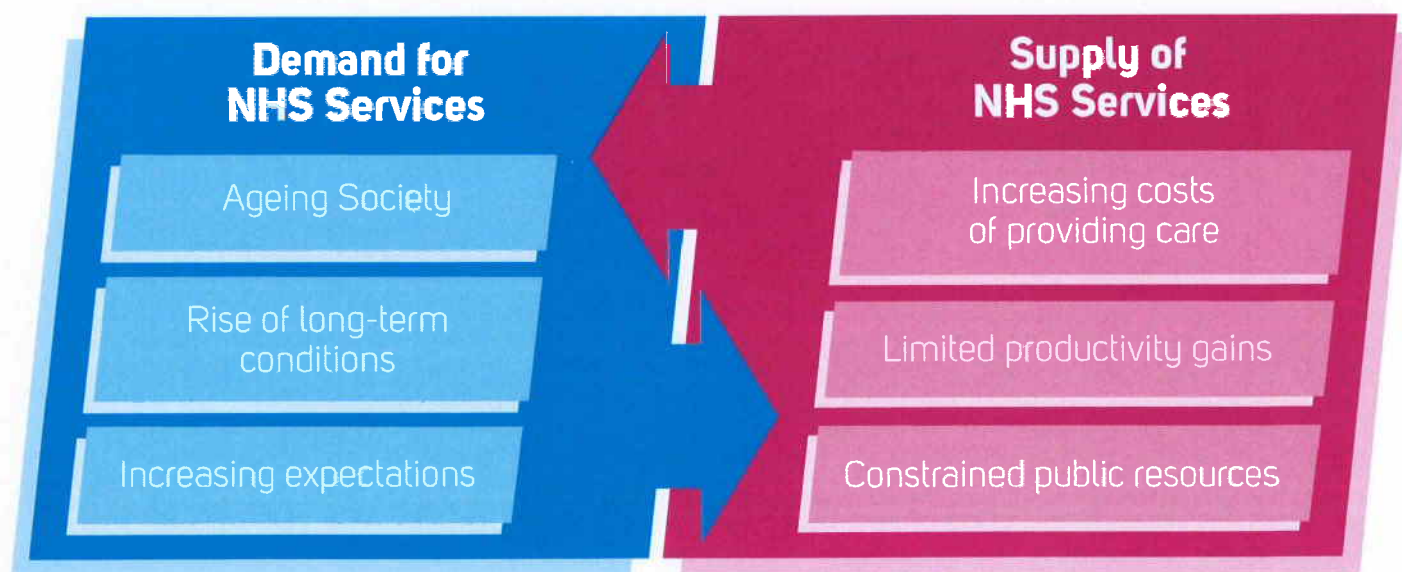 Demand for
NHS Services
Ageing Society
Rise of long-term
conditions
Increasing expectations
Supply of
NHS Services
Increasing costs
of providing care
Limited productivity gains
Constrained public resources